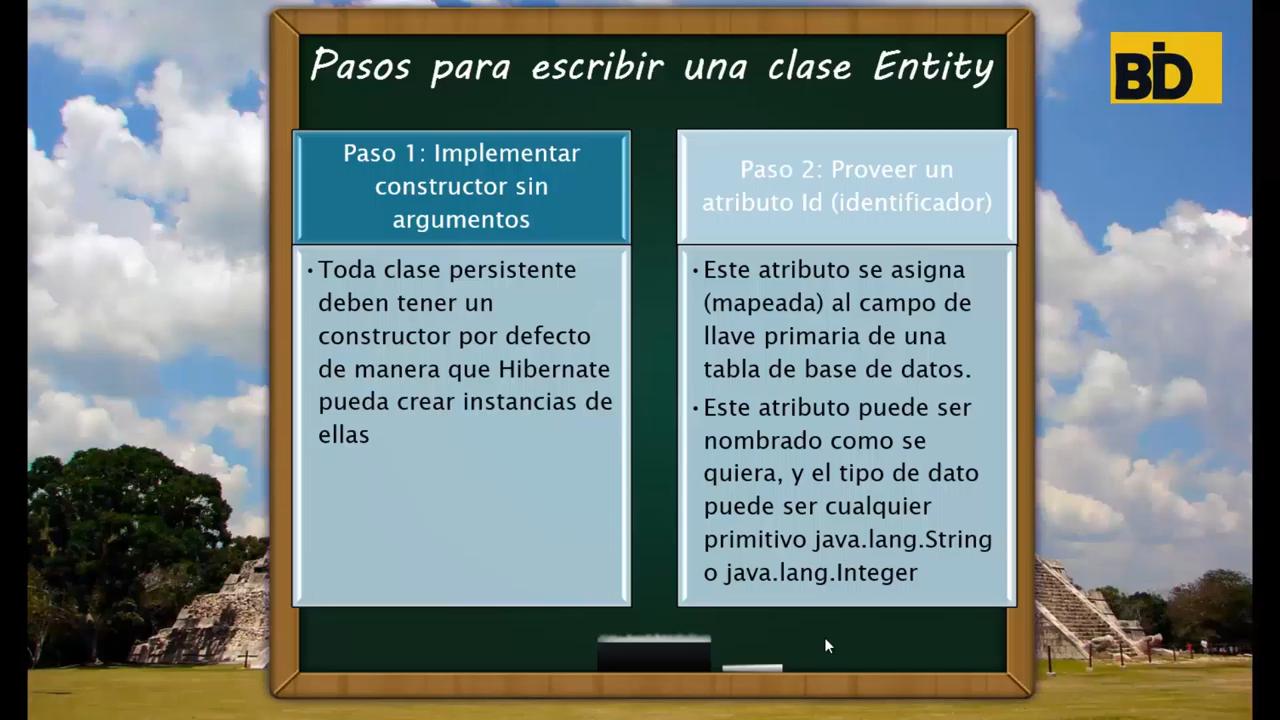 Pasos para escribir una clase Entity
BID
Paso 1: Implementar
constructor sin
argumentos
• Toda clase persistente
deben tener un
constructor por defecto
de manera que Hibernate
pueda crear instancias de
ellas
Paso 2: Proveer un
atributo Id (identificador)
• Este atributo se asigna
(mapeada) al campo de
llave primaria de una
tabla de base de datos.
• Este atributo puede ser
nombrado como se
quiera, y el tipo de dato
puede ser cualquier
primitivo java.lang.String
o java.lang.Integer